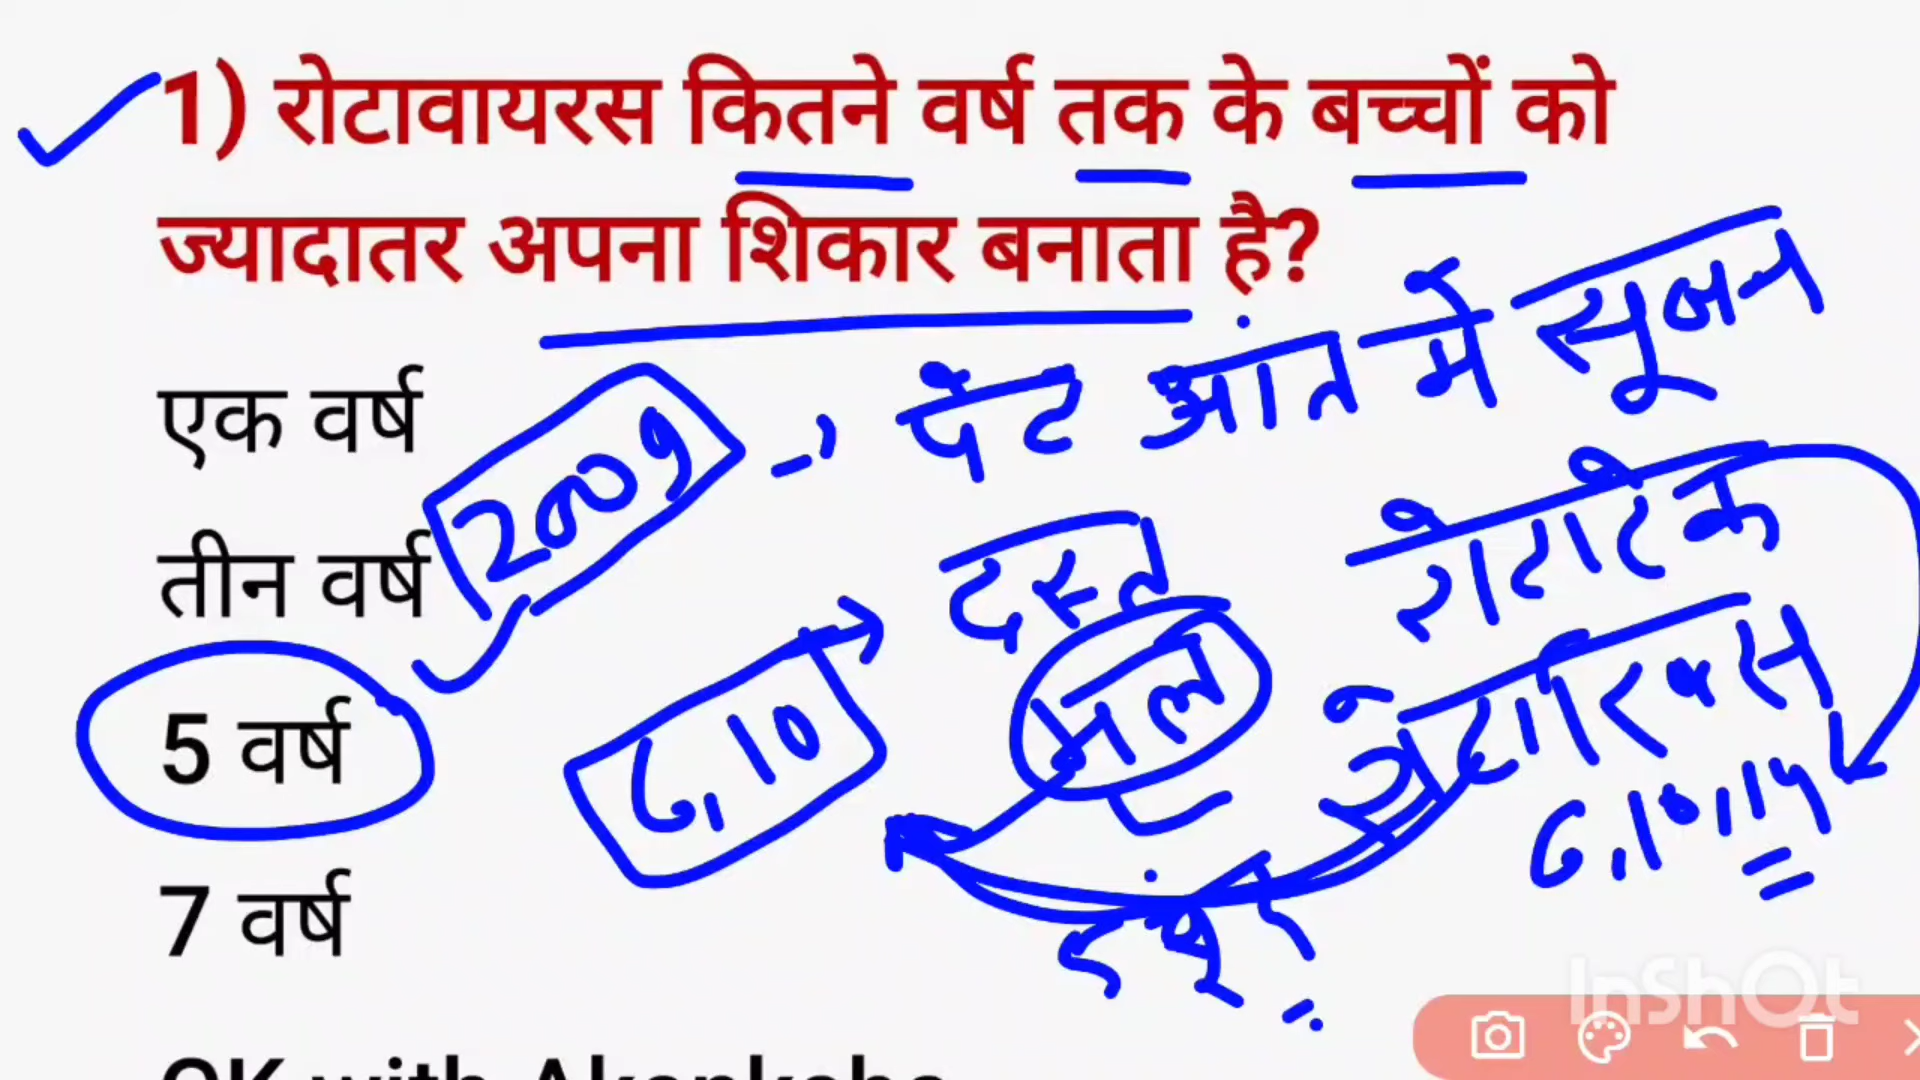 1) रोटावायरस कितने वर्ष तक के बच्चों को
ज्यादातर अपना शिकार बनाता है?
पेट आंत में सूजन
एक वर्ष
2009
रोटाटेक
दस्त
तीन वर्ष
मल
5 वर्ष
6, 10
6, 10, 14
7 वर्ष
InShOt